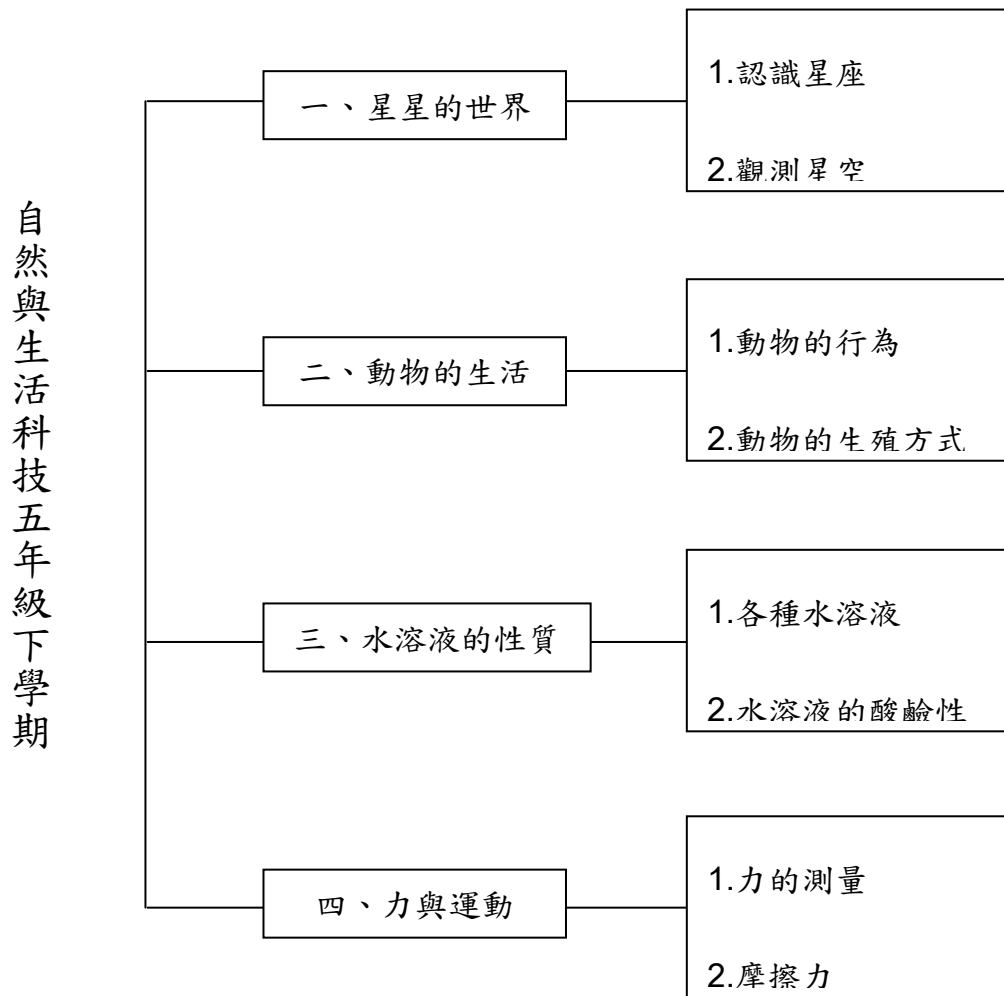 自然與生活科技五年級下學期
一、星星的世界
1.認識星座
2.觀測星空
二、動物的生活
1.動物的行為
2.動物的生殖方式
三、水溶液的性質
1.各種水溶液
2.水溶液的酸鹼性
四、力與運動
1.力的測量
2.摩擦力